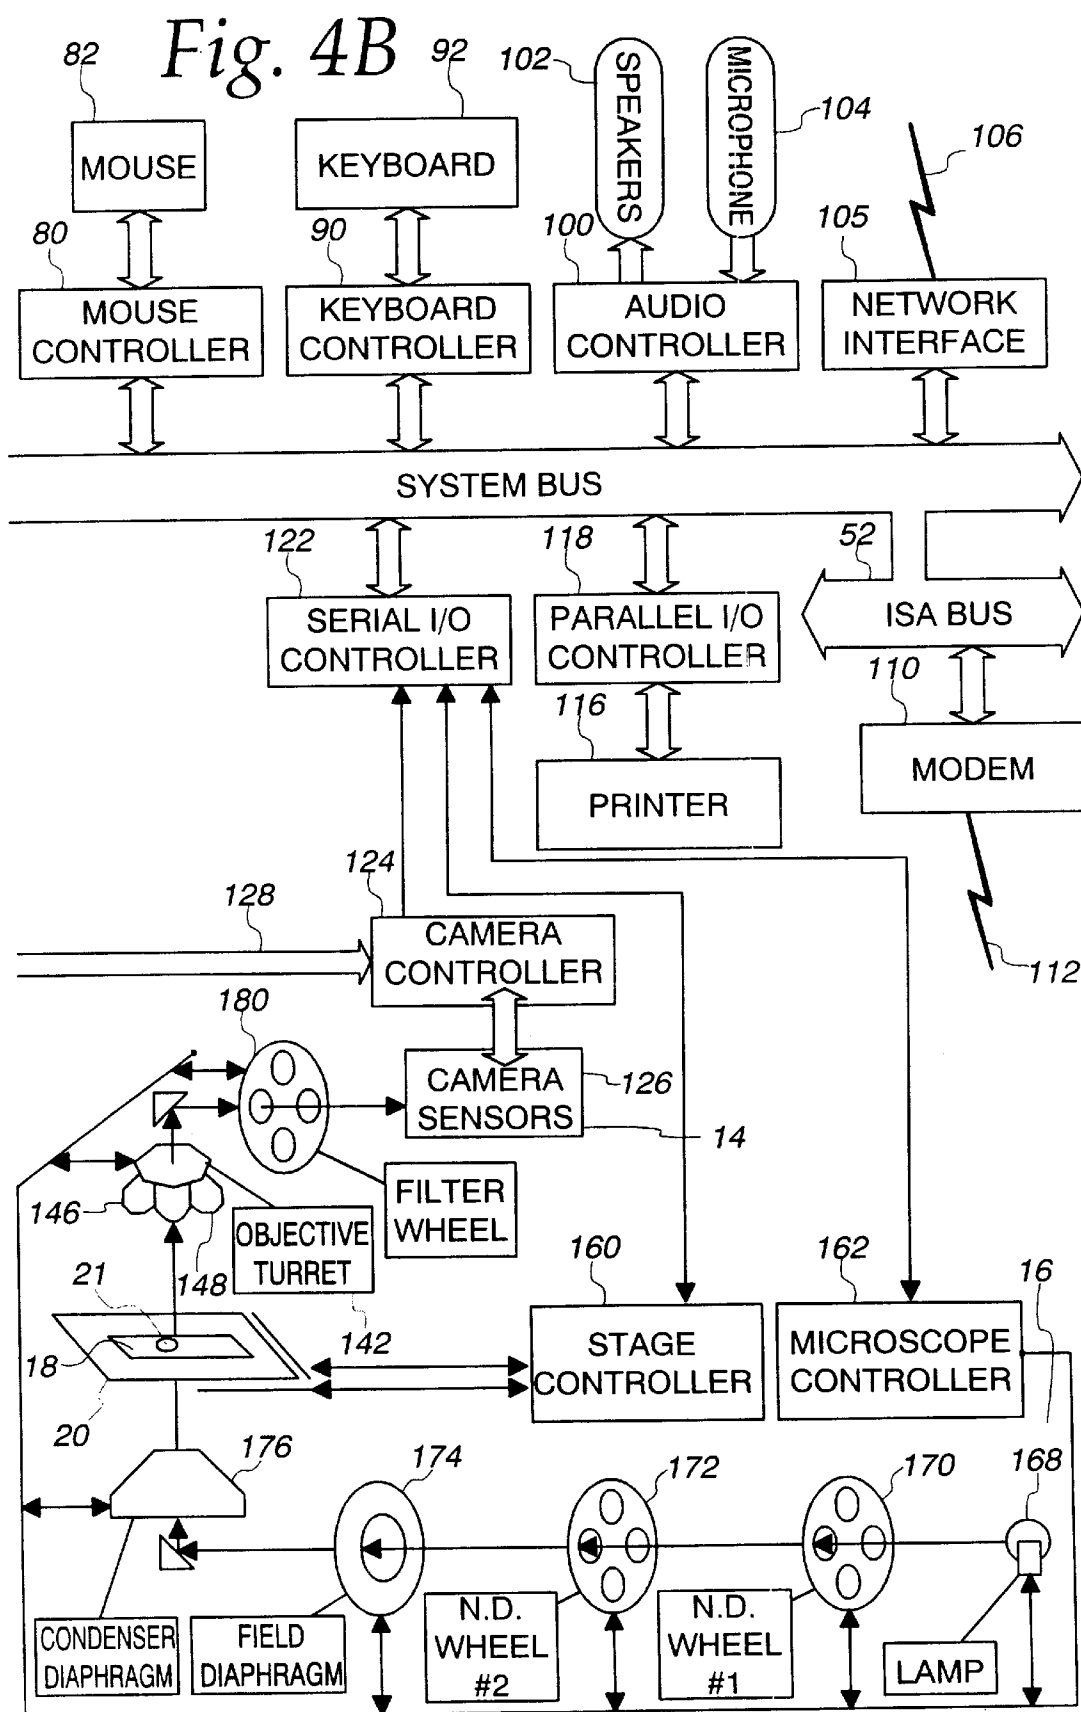 Fig. 4B
82
92
102
SPEAKERS
MICROPHONE
104
106
MOUSE
KEYBOARD
80
90
100
105
MOUSE
CONTROLLER
KEYBOARD
CONTROLLER
AUDIO
CONTROLLER
NETWORK
INTERFACE
SYSTEM BUS
122
118
52
SERIAL I/O
CONTROLLER
PARALLEL I/O
CONTROLLER
ISA BUS
116
110
PRINTER
MODEM
124
128
CAMERA
CONTROLLER
112
180
CAMERA
SENSORS
126
14
FILTER
WHEEL
146
148
OBJECTIVE
TURRET
142
21
18
20
160
162
16
STAGE
CONTROLLER
MICROSCOPE
CONTROLLER
176
174
172
170
168
CONDENSER
DIAPHRAGM
FIELD
DIAPHRAGM
N.D.
WHEEL
#2
N.D.
WHEEL
#1
LAMP